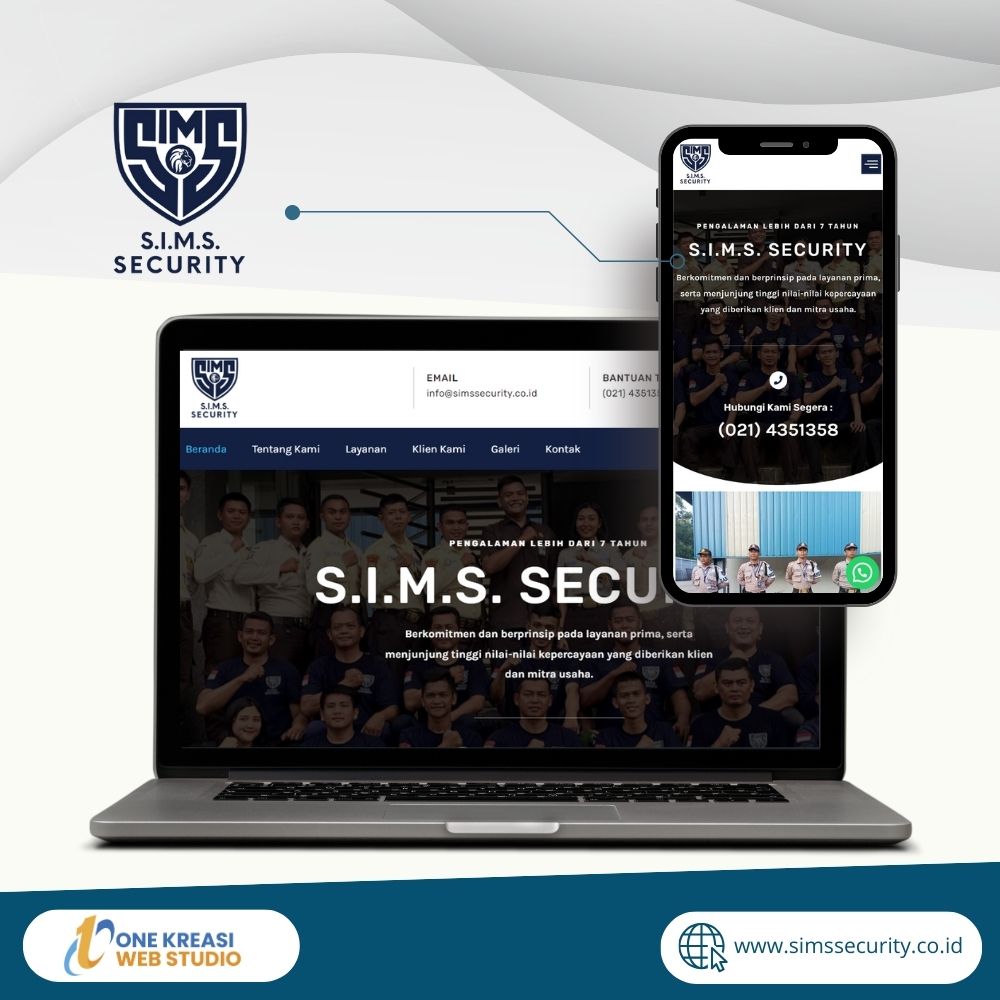 SIMS
S.I.M.S.
SECURITY
SIMS
S.I.M.S.
SECURITY
PENGALAMAN LEBIH DARI 7 TAHUN
S.I.M.S. SECURITY
Berkomitmen dan berprinsip pada layanan prima,
serta menjunjung tinggi nilai-nilai kepercayaan
yang diberikan klien dan mitra usaha.
Hubungi Kami Segera :
(021) 4351358
SIMS
S.I.M.S.
SECURITY
EMAIL
info@simssecurity.co.id
BANTUAN T
(021) 43513
Beranda
Tentang Kami
Layanan
Klien Kami
Galeri
Kontak
PENGALAMAN LEBIH DARI 7 TAHUN
S.I.M.S. SECU
Berkomitmen dan berprinsip pada layanan prima, serta
menjunjung tinggi nilai-nilai kepercayaan yang diberikan klien
dan mitra usaha.
ONE KREASI
WEB STUDIO
www.simssecurity.co.id